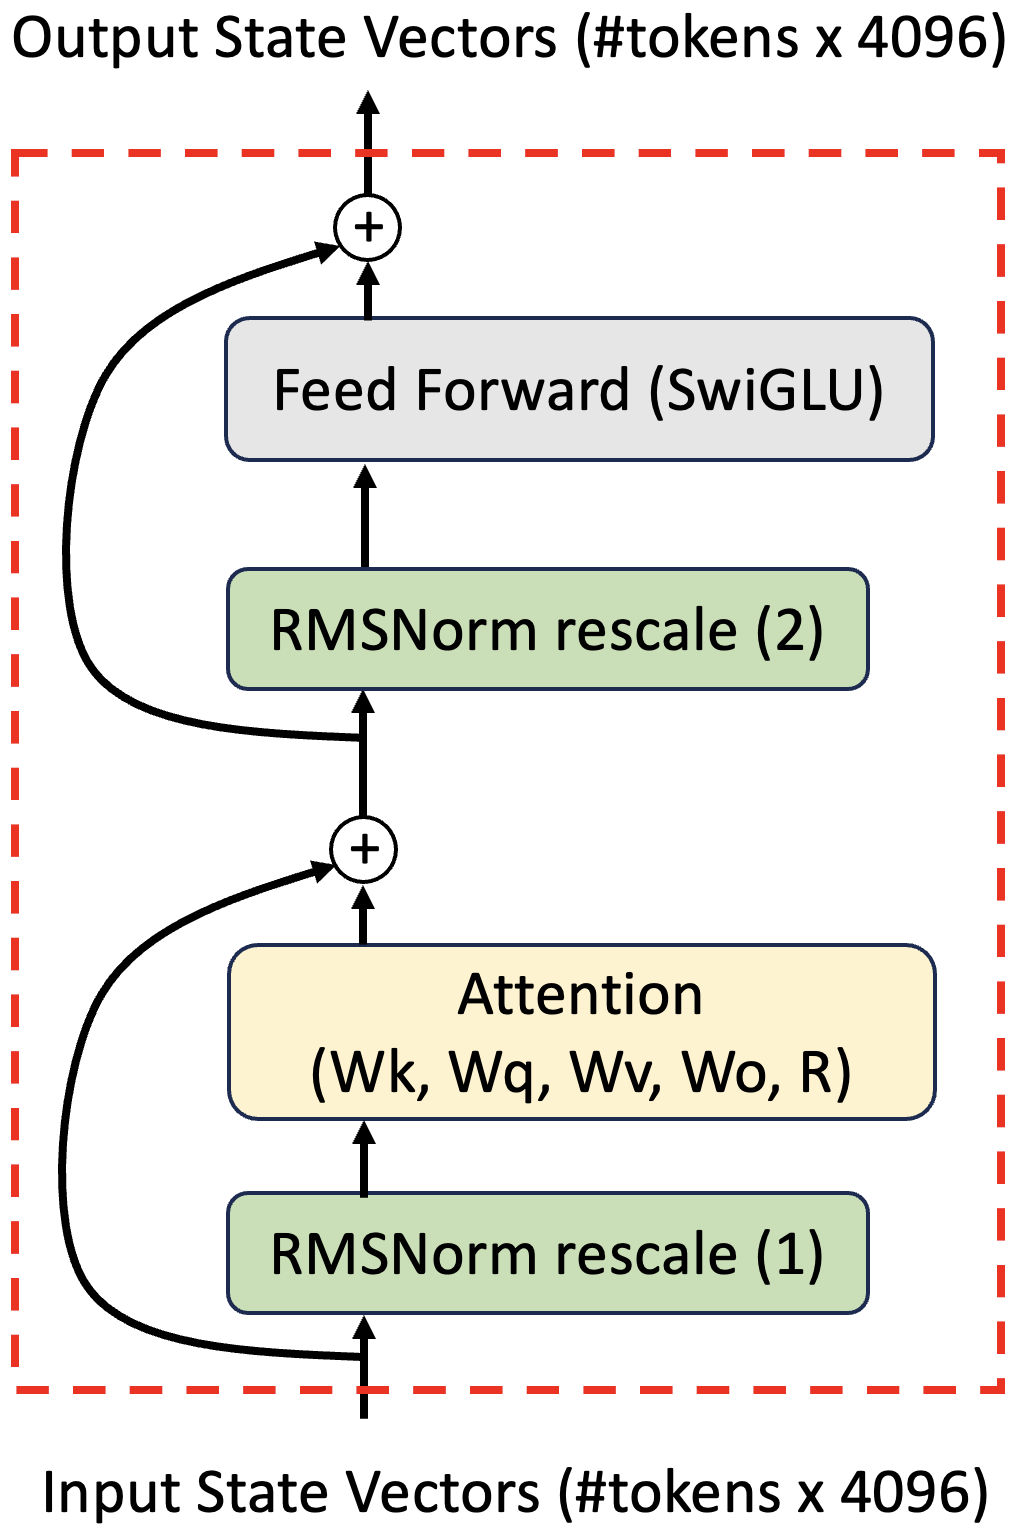 Output State Vectors (#tokens x 4096)
+
Feed Forward (SwiGLU)
RMSNorm rescale (2)
+
Attention
(Wk, Wq, Wv, Wo, R)
RMSNorm rescale (1)
Input State Vectors (#tokens x 4096)